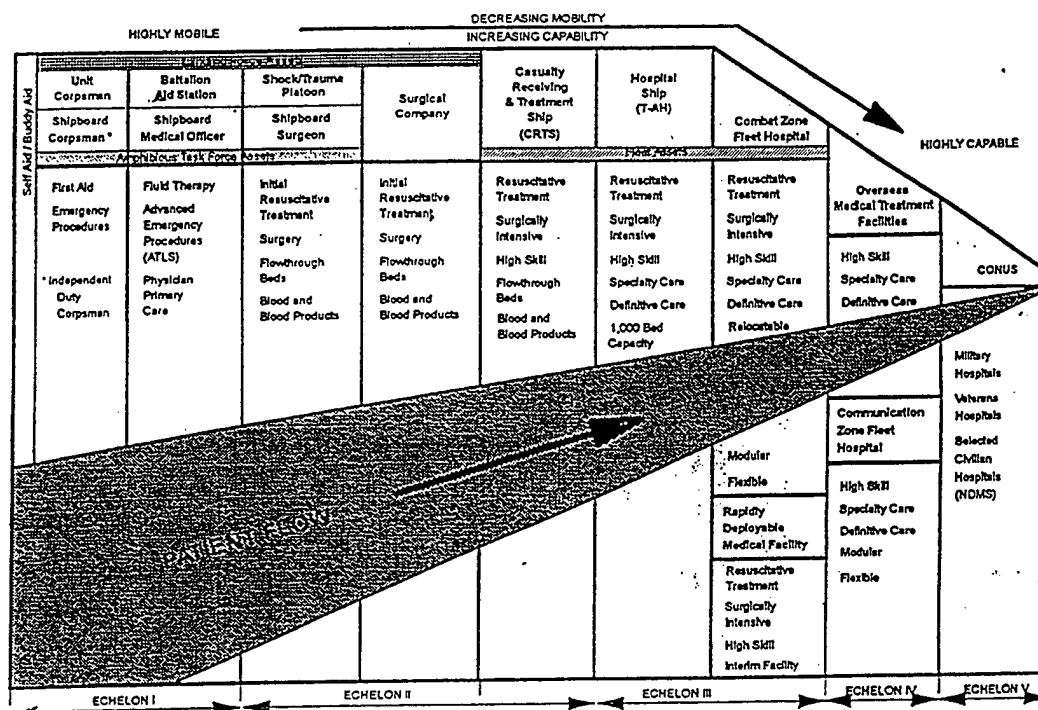 DECREASING MOBILITY
HIGHLY MOBILE
INCREASING CAPABILITY
HIGHLY CAPABLE
Self Aid / Buddy Aid
Unit
Corpsman
Shipboard
Corpsman *
Battalion
Aid Station
Shipboard
Medical Officer
Shock/Trauma
Platoon
Shipboard
Surgeon
Surgical
Company
Amphibious Task Force Assets
Casualty
Receiving
& Treatment
Ship
(CRTS)
Hospital
Ship
(T-AH)
Combat Zone
Fleet Hospital
Fleet Assets
Overseas
Medical Treatment
Facilities
CONUS
First Aid
Emergency
Procedures
* Independent
Duty
Corpsman
Fluid Therapy
Advanced
Emergency
Procedures
(ATLS)
Physician
Primary
Care
Initial
Resuscitative
Treatment
Surgery
Flowthrough
Beds
Blood and
Blood Products
Initial
Resuscitative
Treatment
Surgery
Flowthrough
Beds
Blood and
Blood Products
Resuscitative
Treatment
Surgically
Intensive
High Skill
Flowthrough
Beds
Blood and
Blood Products
Resuscitative
Treatment
Surgically
Intensive
High Skill
Specialty Care
Definitive Care
1,000 Bed
Capacity
Resuscitative
Treatment
Surgically
Intensive
High Skill
Specialty Care
Definitive Care
Relocatable
Modular
Flexible
Rapidly
Deployable
Medical Facility
Resuscitative
Treatment
Surgically
Intensive
High Skill
Interim Facility
High Skill
Specialty Care
Definitive Care
Communication
Zone Fleet
Hospital
High Skill
Specialty Care
Definitive Care
Modular
Flexible
Military
Hospitals
Veterans
Hospitals
Selected
Civilian
Hospitals
(NDMS)
PATIENT FLOW
ECHELON I
ECHELON II
ECHELON III
ECHELON IV
ECHELON V